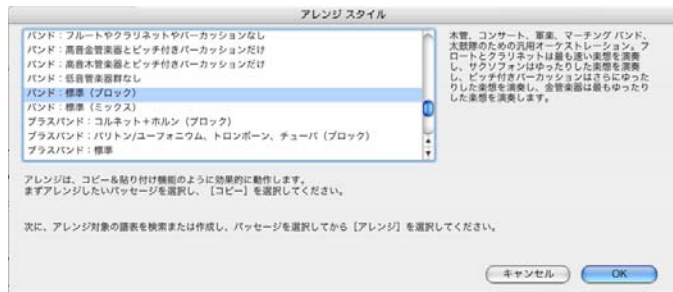 アレンジ スタイル
バンド：フルートやクラリネットやパーカッションなし
バンド：高音金管楽器とピッチ付きパーカッションだけ
バンド：高音木管楽器とピッチ付きパーカッションだけ
バンド：低音管楽器群なし
バンド：標準（ブロック）
バンド：標準（ミックス）
ブラスバンド：コルネット＋ホルン（ブロック）
ブラスバンド：バリトン/ユーフォニウム、トロンボーン、チューバ（ブロック）
ブラスバンド：標準
木管、コンサート、軍楽、マーチング バンド、
太鼓隊のための汎用オーケストレーション。フ
ロートとクラリネットは最も速い楽想を演奏
し、サクソフォンはゆったりした楽想を演奏
し、ピッチ付きパーカッションはさらにゆった
りした楽想を演奏し、金管楽器は最もゆったり
した楽想を演奏します。
アレンジは、コピー&貼り付け機能のように効果的に動作します。
まずアレンジしたいパッセージを選択し、［コピー］を選択してください。
次に、アレンジ対象の譜表を検索または作成し、パッセージを選択してから［アレンジ］を選択してください。
キャンセル
OK